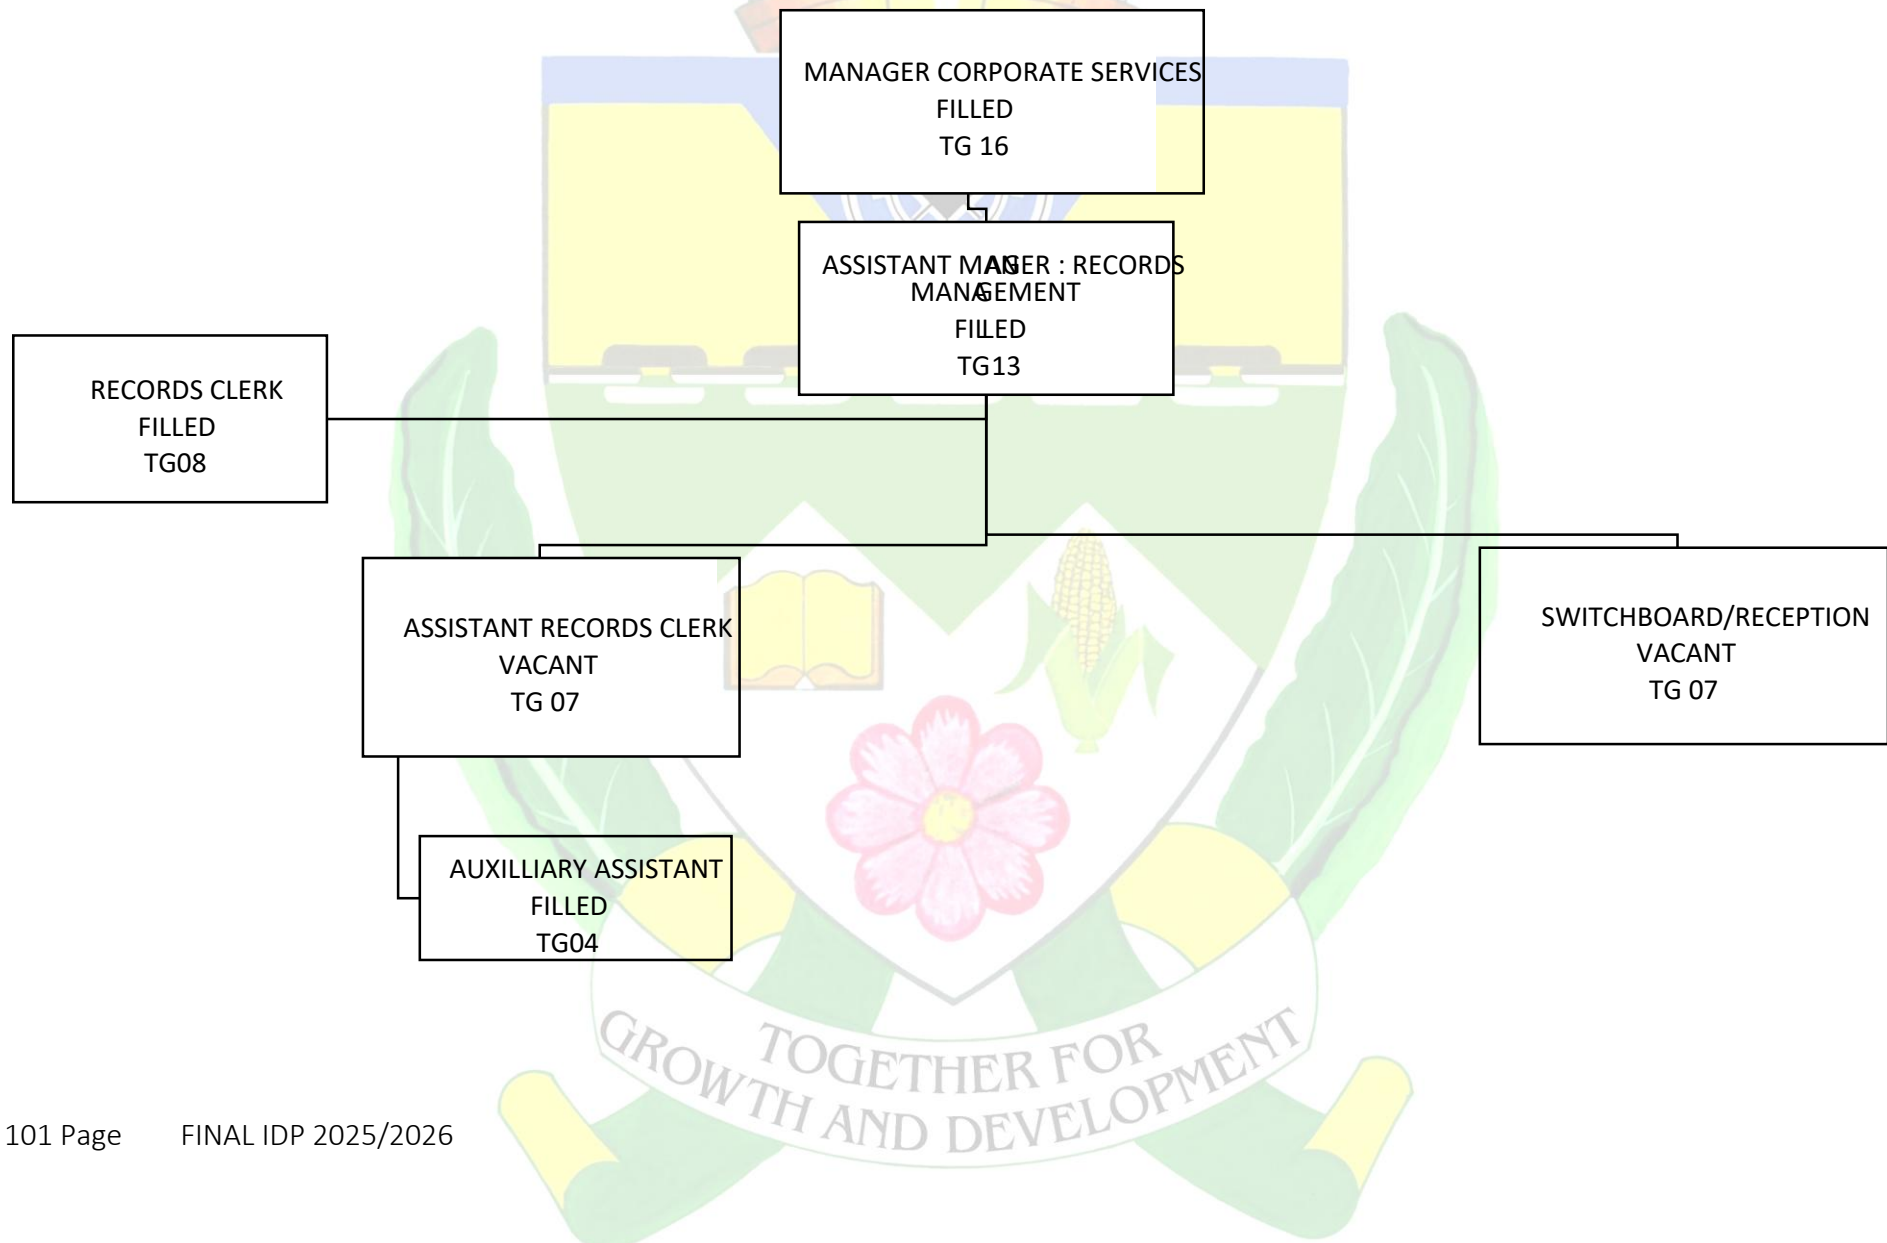 MANAGER CORPORATE SERVICES
FILLED
TG 16
ASSISTANT MANAGER : RECORDS
MANAGEMENT
FILLED
TG13
RECORDS CLERK
FILLED
TG08
ASSISTANT RECORDS CLERK
VACANT
TG 07
SWITCHBOARD/RECEPTION
VACANT
TG 07
AUXILLIARY ASSISTANT
FILLED
TG04
TOGETHER FOR
GROWTH AND DEVELOPMENT
101 Page FINAL IDP 2025/2026